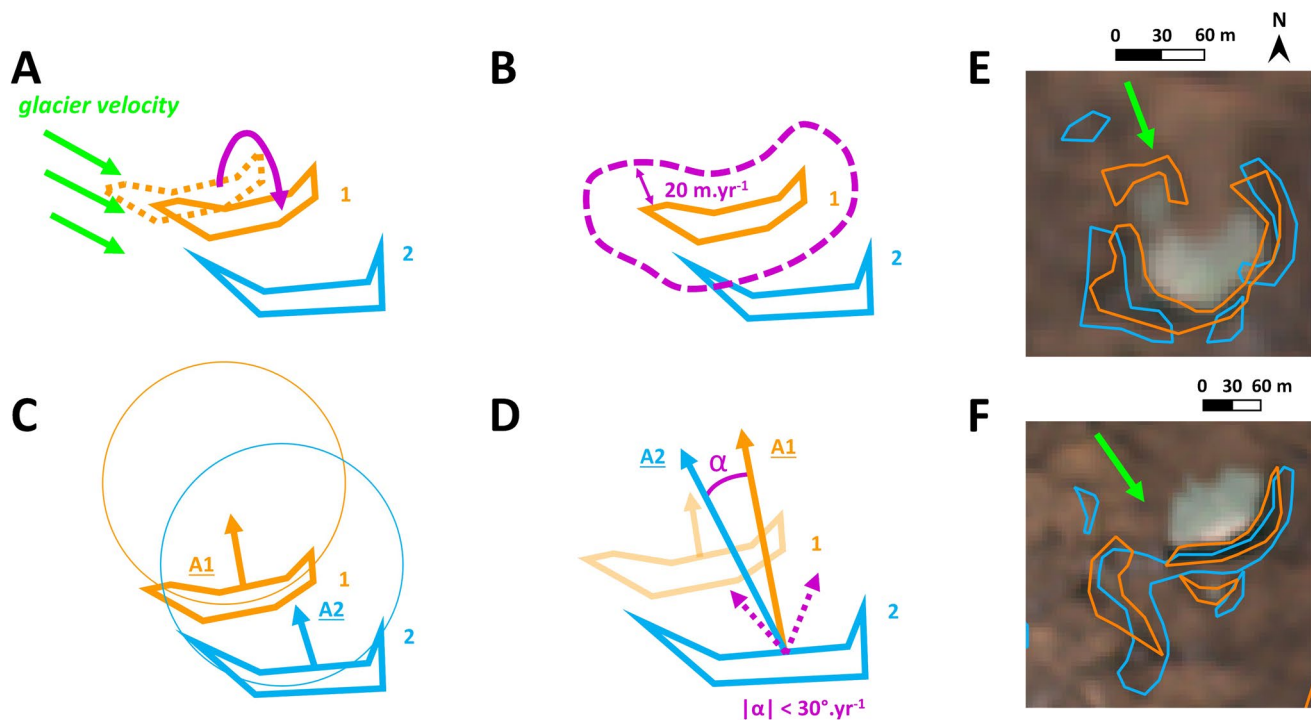 A
glacier velocity
1
2
B
20 m.yr⁻¹
1
2
E
0 30 60 m
N
C
A1
1
A2
2
D
A2
α
A1
1
2
|α| < 30°.yr⁻¹
F
0 30 60 m